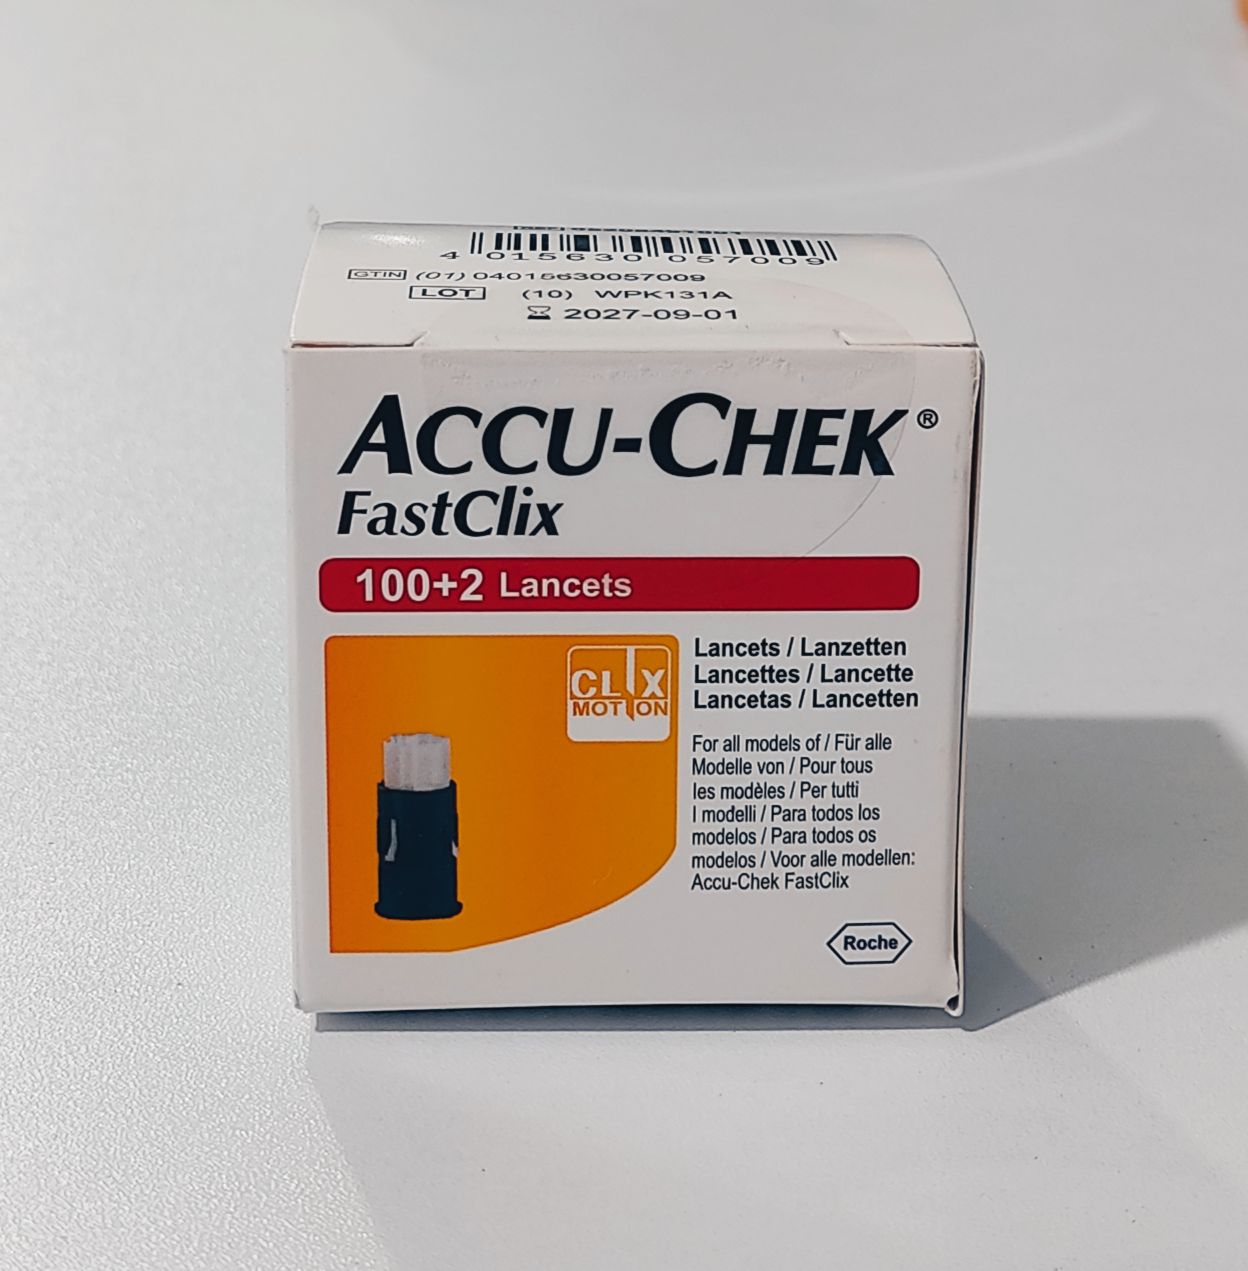 4 015630 057009
GTIN (01) 04015630057009
LOT (10) WPK131A
2027-09-01
ACCU-CHEK®
FastClix
100+2 Lancets
CLIX
MOTION
Lancets / Lanzetten
Lancettes / Lancette
Lancetas / Lancetten
For all models of / Für alle
Modelle von / Pour tous
les modèles / Per tutti
I modelli / Para todos los
modelos / Para todos os
modelos / Voor alle modellen:
Accu-Chek FastClix
Roche